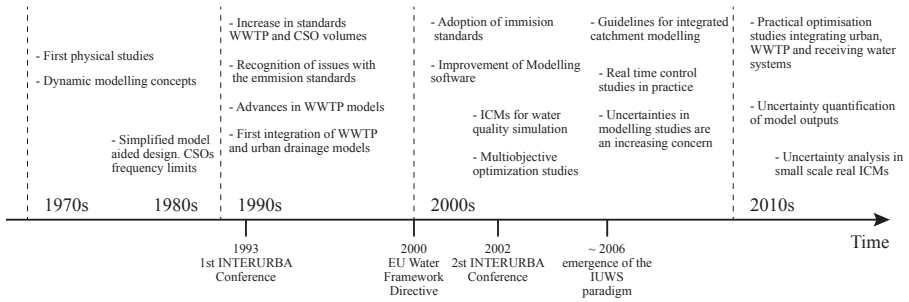 - First physical studies
- Dynamic modelling concepts
- Simplified model
aided design. CSOs
frequency limits
- Increase in standards
WWTP and CSO volumes
- Recognition of issues with
the emmision standards
- Advances in WWTP models
- First integration of WWTP
and urban drainage models
- Adoption of immision
standards
- Improvement of Modelling
software
- ICMs for water
quality simulation
- Multiobjective
optimization studies
- Guidelines for integrated
catchment modelling
- Real time control
studies in practice
- Uncertainties in
modelling studies are
an increasing concern
- Practical optimisation
studies integrating urban,
WWTP and receiving water
systems
- Uncertainty quantification
of model outputs
- Uncertainty analysis in
small scale real ICMs
1970s
1980s
1990s
2000s
2010s
Time
1993
1st INTERURBA
Conference
2000
EU Water
Framework
Directive
2002
2st INTERURBA
Conference
~ 2006
emergence of the
IUWS
paradigm